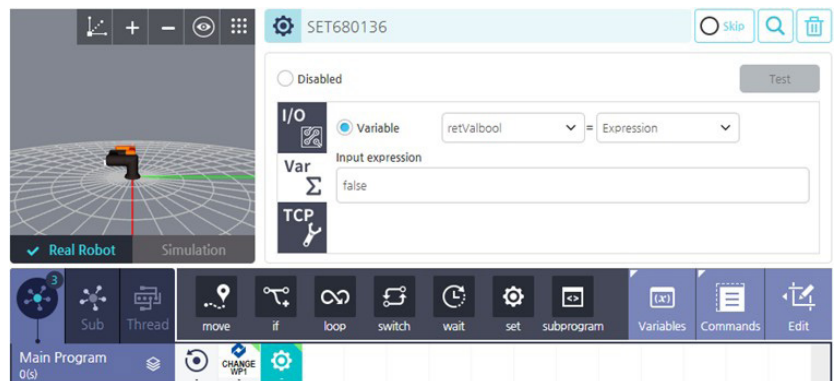 SET680136
Skip
Disabled
Test
I/O
Variable
retValbool
=
Expression
Input expression
Var
Σ
false
TCP
Real Robot
Simulation
3
Sub
Thread
move
if
loop
switch
wait
set
subprogram
(x)
Variables
Commands
Edit
Main Program
0(s)
CHANGE
WP1